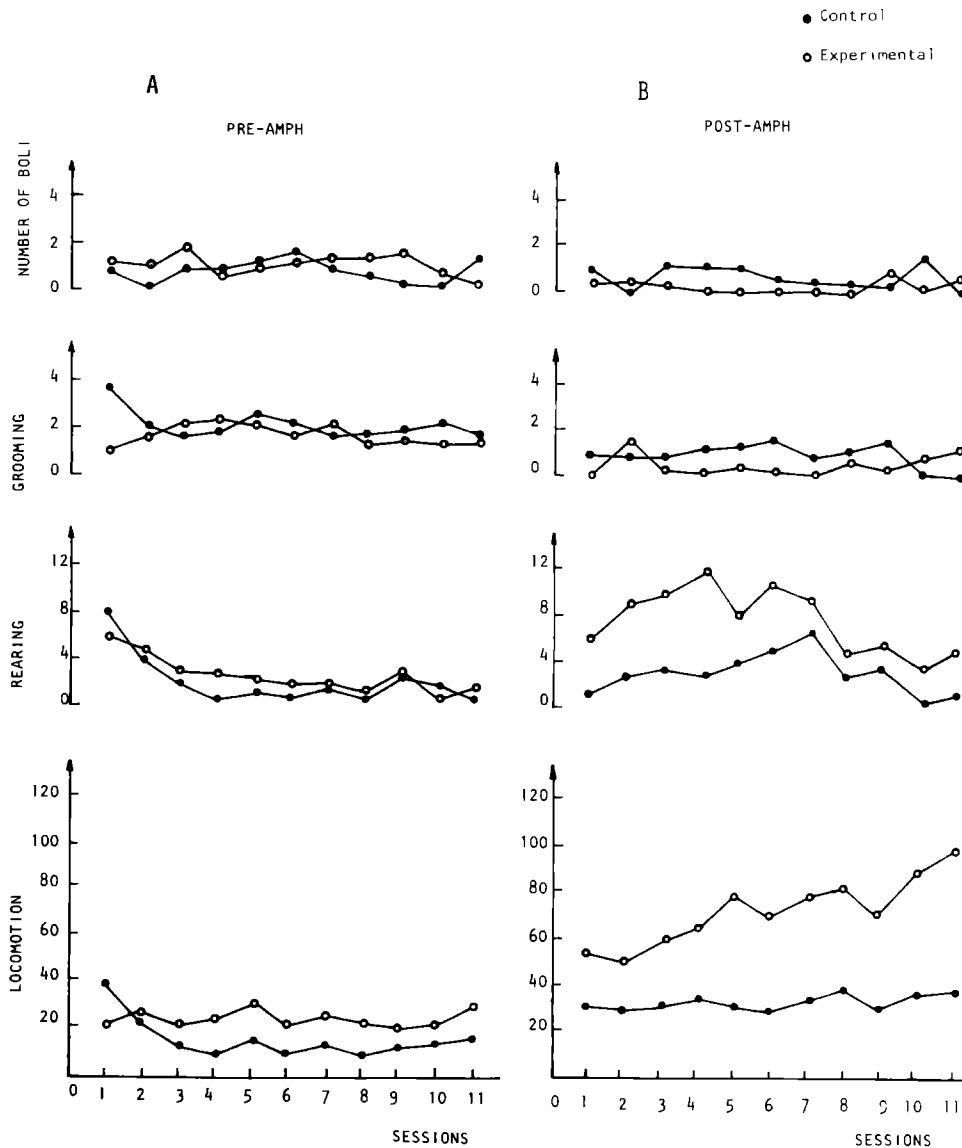 Control
Experimental
A
B
PRE-AMPH
POST-AMPH
NUMBER OF BOLI
4
2
0
4
2
0
GROOMING
4
2
0
4
2
0
REARING
12
8
4
0
12
8
4
0
LOCOMOTION
120
100
80
60
40
20
120
100
80
60
40
20
0 1 2 3 4 5 6 7 8 9 10 11
0 1 2 3 4 5 6 7 8 9 10 11
SESSIONS
SESSIONS